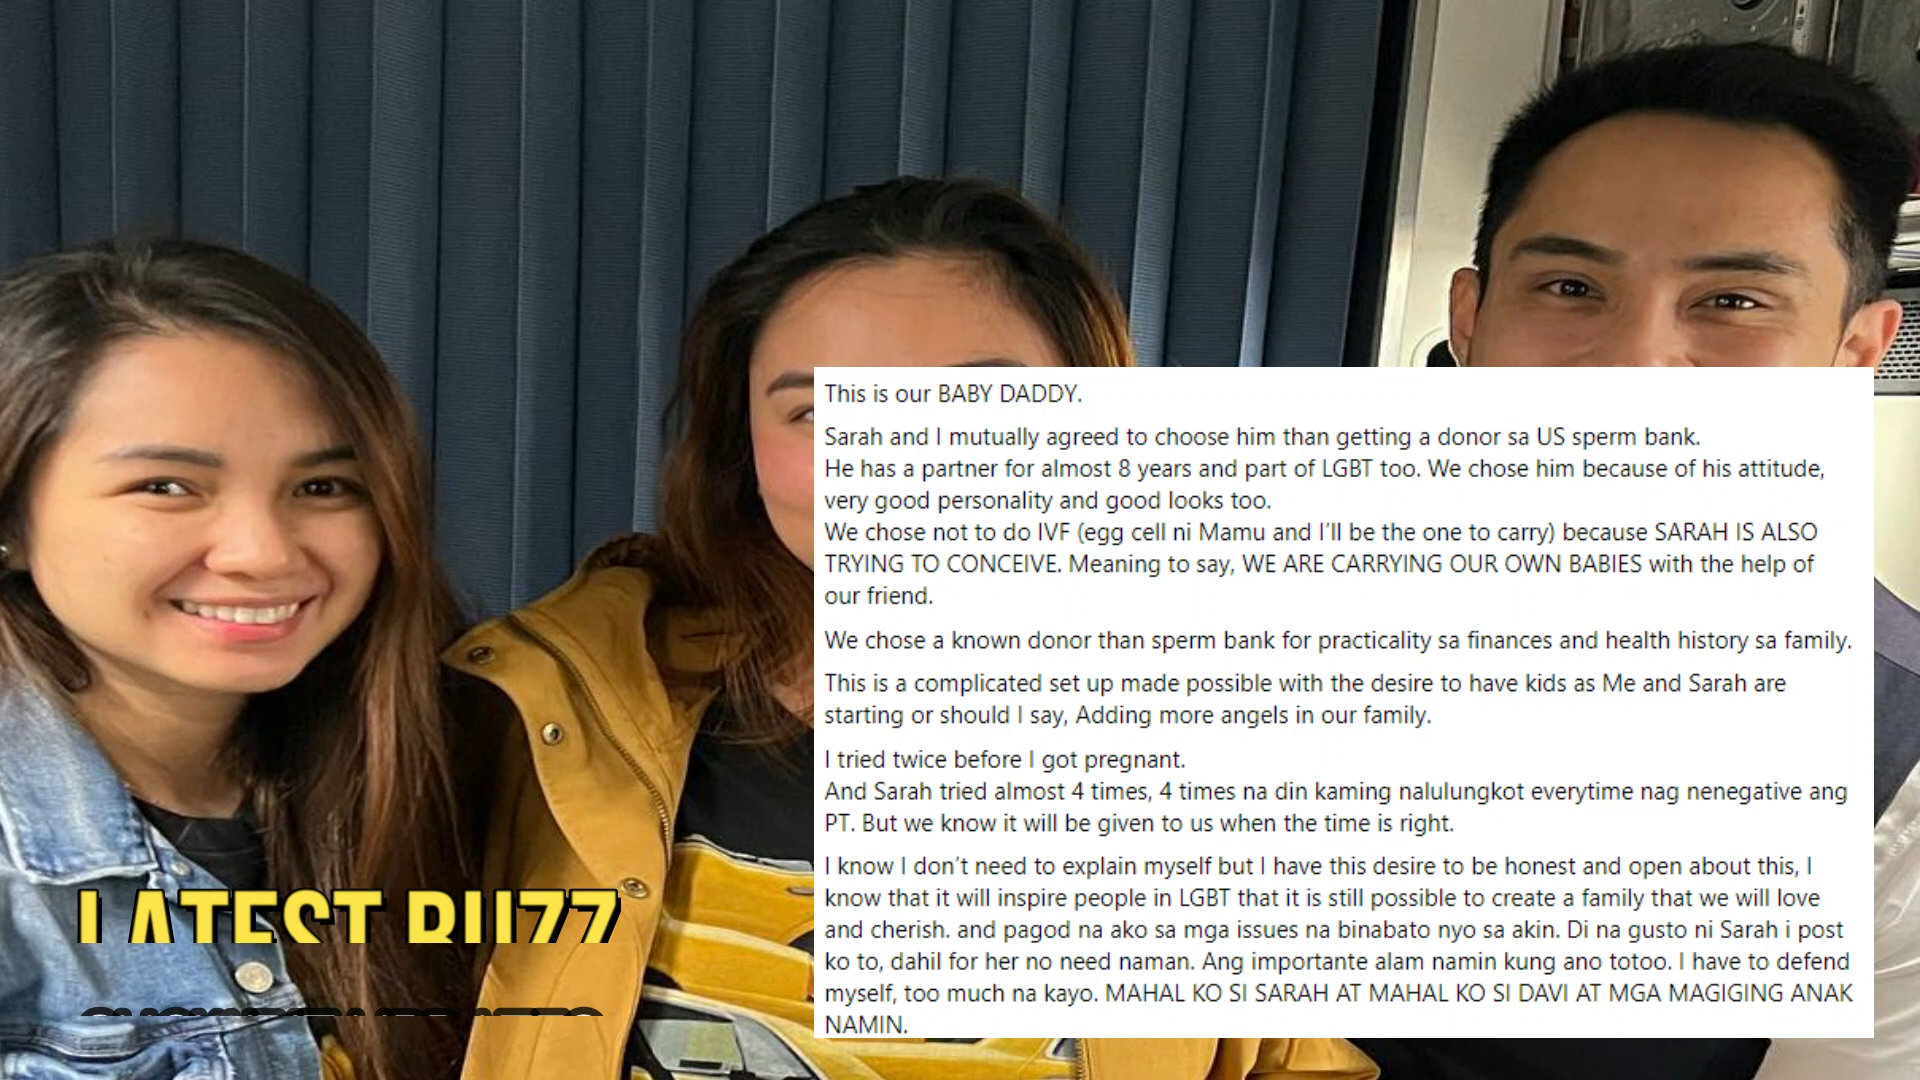 This is our BABY DADDY.
Sarah and I mutually agreed to choose him than getting a donor sa US sperm bank.
He has a partner for almost 8 years and part of LGBT too. We chose him because of his attitude,
very good personality and good looks too.
We chose not to do IVF (egg cell ni Mamu and I’ll be the one to carry) because SARAH IS ALSO
TRYING TO CONCEIVE. Meaning to say, WE ARE CARRYING OUR OWN BABIES with the help of
our friend.
We chose a known donor than sperm bank for practicality sa finances and health history sa family.
This is a complicated set up made possible with the desire to have kids as Me and Sarah are
starting or should I say, Adding more angels in our family.
I tried twice before I got pregnant.
And Sarah tried almost 4 times, 4 times na din kaming nalulungkot everytime nag nenegative ang
PT. But we know it will be given to us when the time is right.
I know I don’t need to explain myself but I have this desire to be honest and open about this, I
know that it will inspire people in LGBT that it is still possible to create a family that we will love
and cherish. and pagod na ako sa mga issues na binabato nyo sa akin. Di na gusto ni Sarah i post
ko to, dahil for her no need naman. Ang importante alam namin kung ano totoo. I have to defend
myself, too much na kayo. MAHAL KO SI SARAH AT MAHAL KO SI DAVI AT MGA MAGIGING ANAK
NAMIN.
LATEST BUZZ